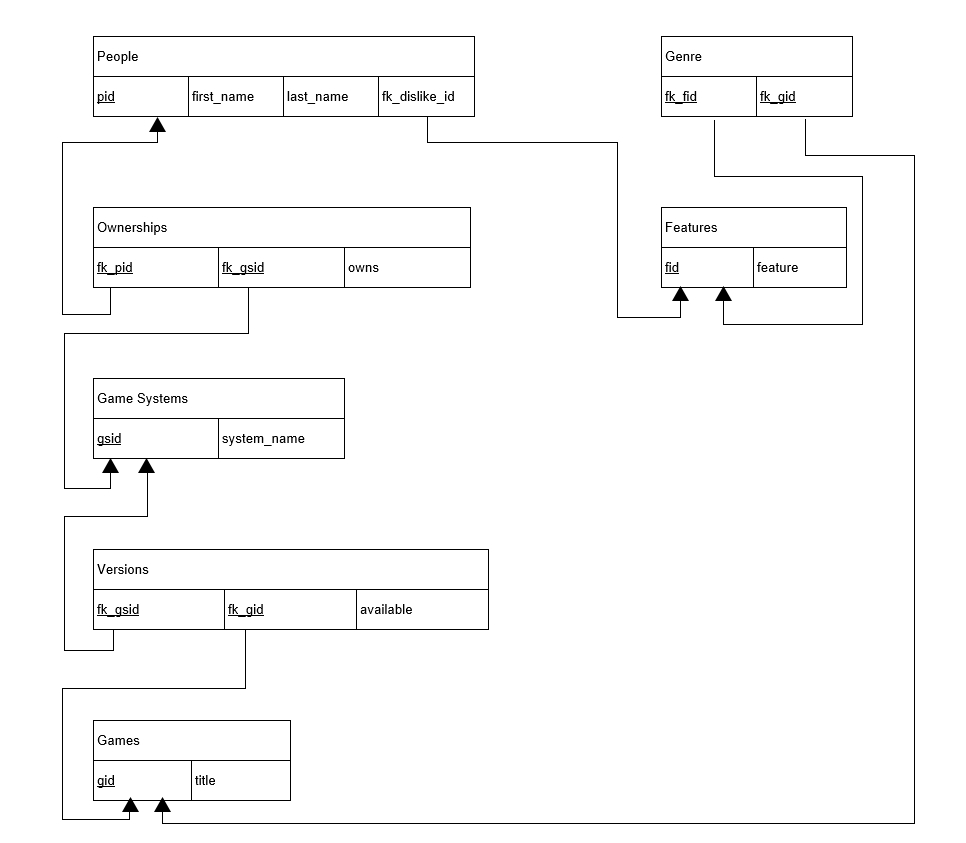 People
pid first_name last_name fk_dislike_id
Genre
fk_fid fk_gid
Ownerships
fk_pid fk_gsid owns
Features
fid feature
Game Systems
gsid system_name
Versions
fk_gsid fk_gid available
Games
gid title